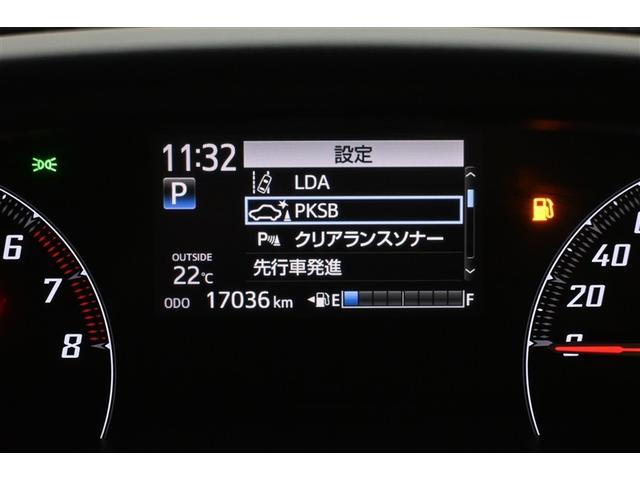 11:32
設定
LDA
P
PKSB
P クリアランスソナー
OUTSIDE
22℃
先行車発進
ODO 17036 km
E F
6
7
8
40
20
0